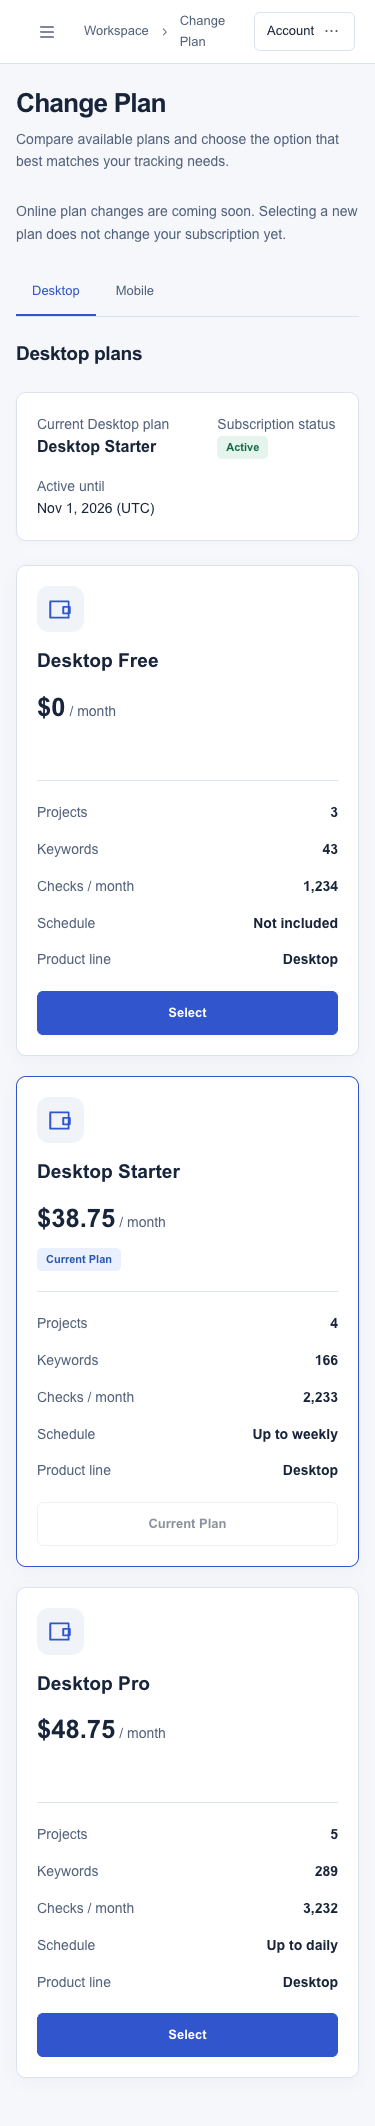 Workspace
Change
Plan
Account ...
Change Plan
Compare available plans and choose the option that
best matches your tracking needs.
Online plan changes are coming soon. Selecting a new
plan does not change your subscription yet.
Desktop
Mobile
Desktop plans
Current Desktop plan
Desktop Starter
Subscription status
Active
Active until
Nov 1, 2026 (UTC)
Desktop Free
$0 / month
Projects 3
Keywords 43
Checks / month 1,234
Schedule Not included
Product line Desktop
Select
Desktop Starter
$38.75 / month
Current Plan
Projects 4
Keywords 166
Checks / month 2,233
Schedule Up to weekly
Product line Desktop
Current Plan
Desktop Pro
$48.75 / month
Projects 5
Keywords 289
Checks / month 3,232
Schedule Up to daily
Product line Desktop
Select